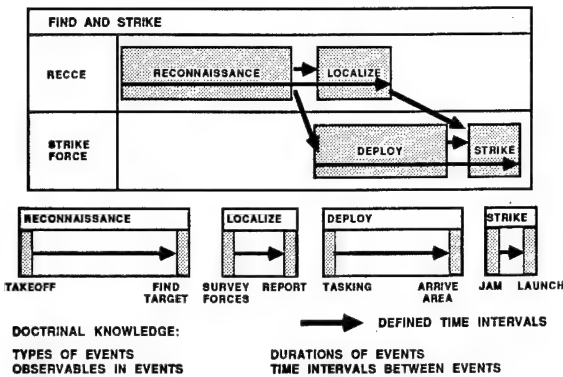 FIND AND STRIKE
RECCE
RECONNAISSANCE
LOCALIZE
STRIKE
FORCE
DEPLOY
STRIKE
RECONNAISSANCE
LOCALIZE
DEPLOY
STRIKE
TAKEOFF
FIND
TARGET
SURVEY
FORCES
REPORT
TASKING
ARRIVE
AREA
JAM
LAUNCH
DEFINED TIME INTERVALS
DOCTRINAL KNOWLEDGE:
TYPES OF EVENTS
OBSERVABLES IN EVENTS
DURATIONS OF EVENTS
TIME INTERVALS BETWEEN EVENTS